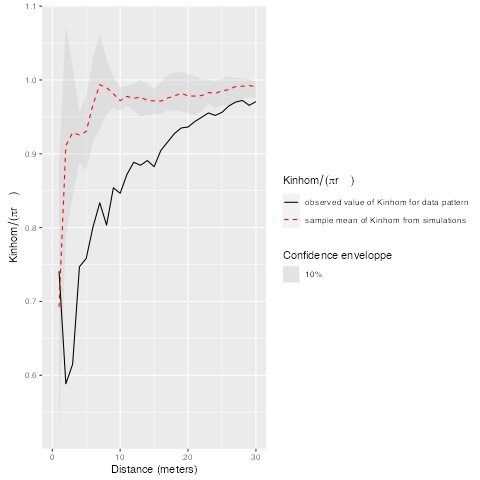 1.1
1.0
0.9
0.8
0.7
0.6
Kinhom/(πr )
0
10
20
30
Distance (meters)
Kinhom/(πr )
observed value of Kinhom for data pattern
sample mean of Kinhom from simulations
Confidence enveloppe
10%